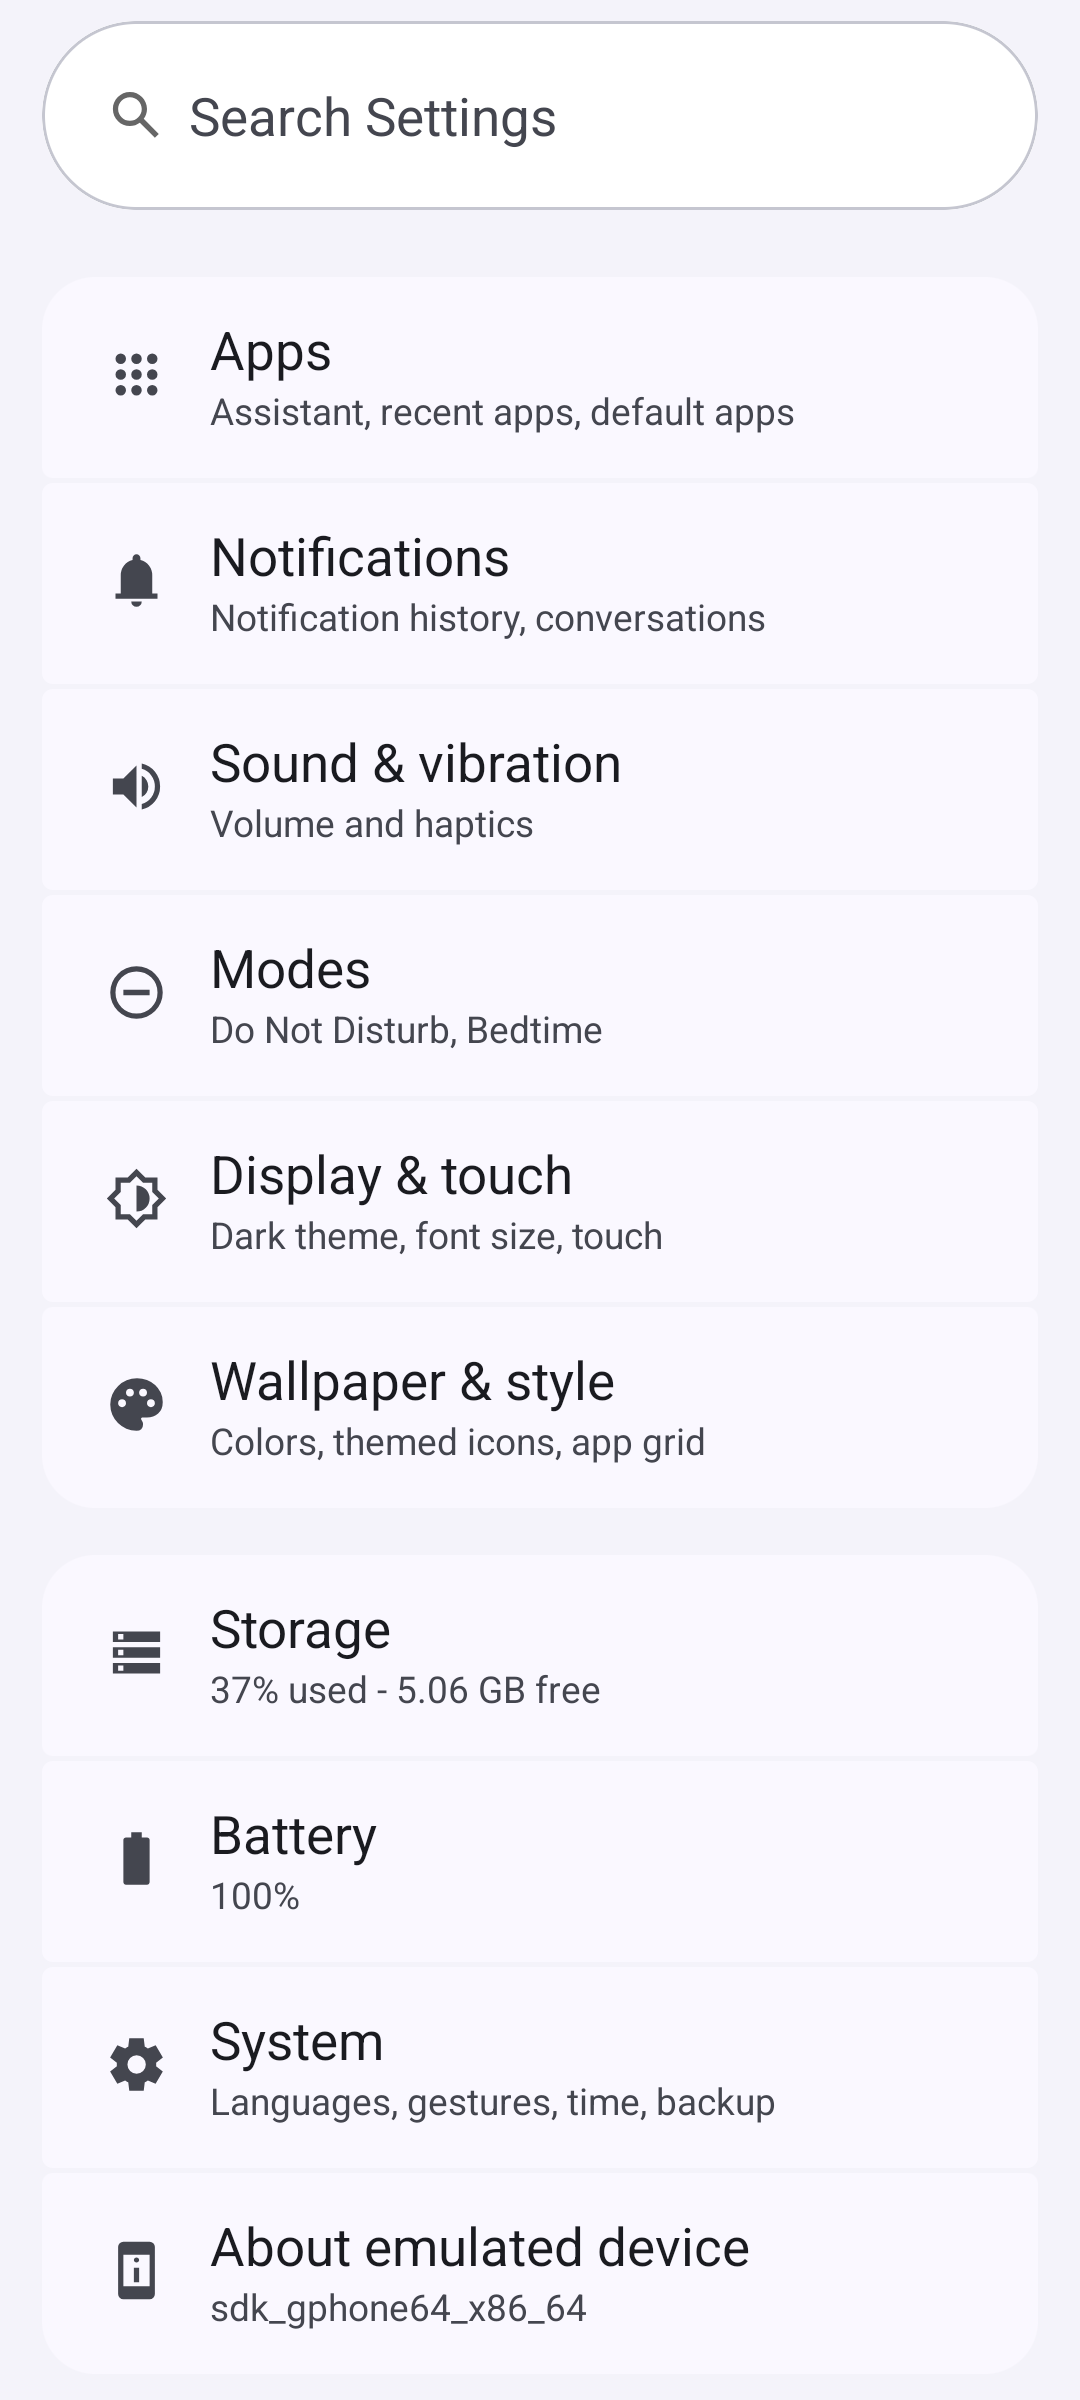 Search Settings
Apps
Assistant, recent apps, default apps
Notifications
Notification history, conversations
Sound & vibration
Volume and haptics
Modes
Do Not Disturb, Bedtime
Display & touch
Dark theme, font size, touch
Wallpaper & style
Colors, themed icons, app grid
Storage
37% used - 5.06 GB free
Battery
100%
System
Languages, gestures, time, backup
About emulated device
sdk_gphone64_x86_64